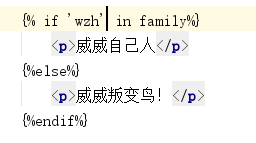 {% if 'wzh' in family%}
<p>威威自己人</p>
{%else%}
<p>威威叛变鸟！</p>
{%endif%}